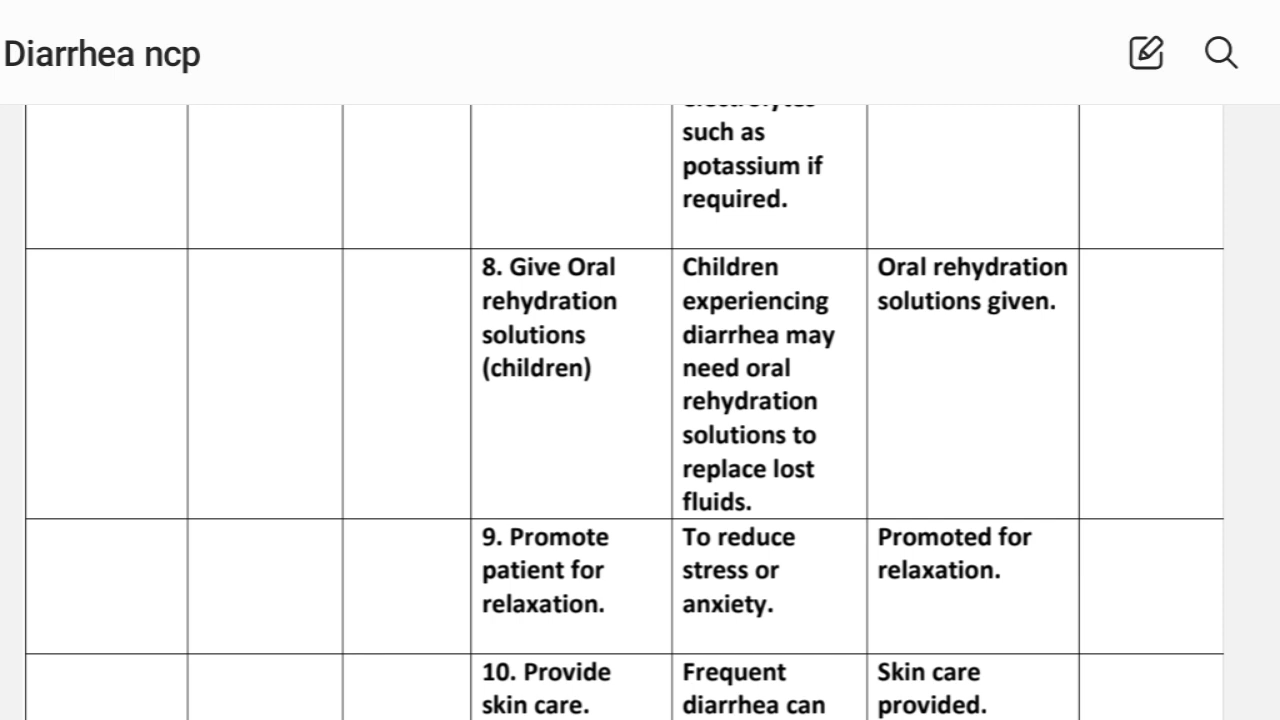 Diarrhea ncp
electrolytes
such as
potassium if
required.
8. Give Oral
rehydration
solutions
(children)
Children
experiencing
diarrhea may
need oral
rehydration
solutions to
replace lost
fluids.
Oral rehydration
solutions given.
9. Promote
patient for
relaxation.
To reduce
stress or
anxiety.
Promoted for
relaxation.
10. Provide
skin care.
Frequent
diarrhea can
Skin care
provided.